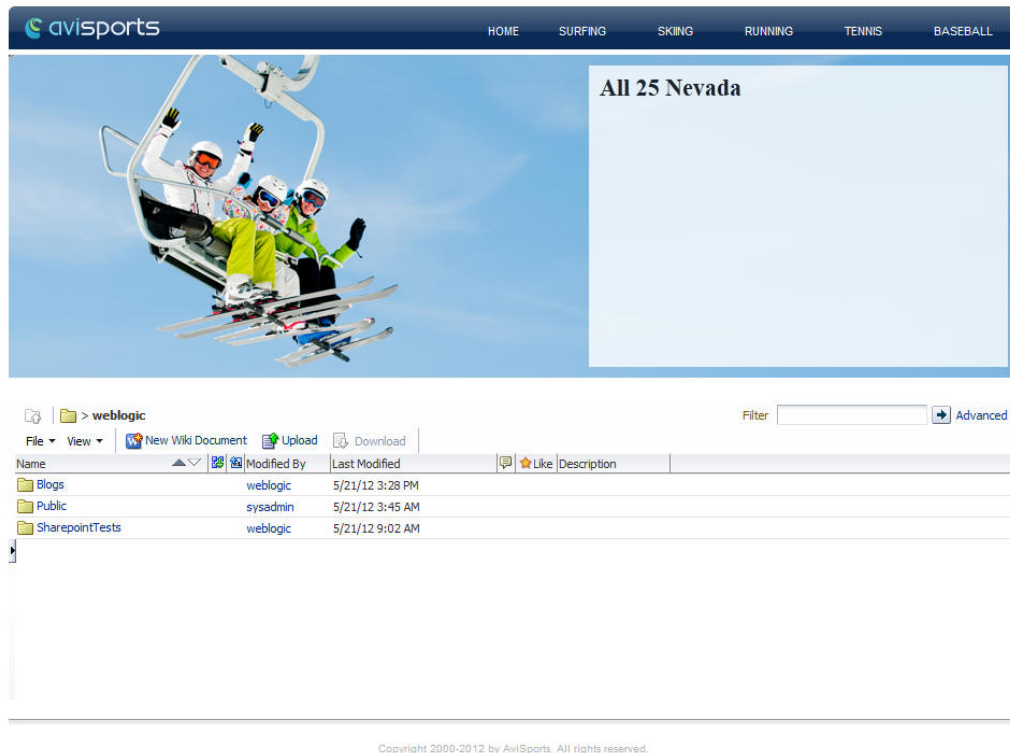 avisports
HOME SURFING SKIING RUNNING TENNIS BASEBALL
All 25 Nevada
> weblogic Filter Advanced
File View New Wiki Document Upload Download
Name Modified By Last Modified Like Description
Blogs weblogic 5/21/12 3:28 PM
Public sysadmin 5/21/12 3:45 AM
SharepointTests weblogic 5/21/12 9:02 AM
Copyright 2000-2012 by AviSports. All rights reserved.